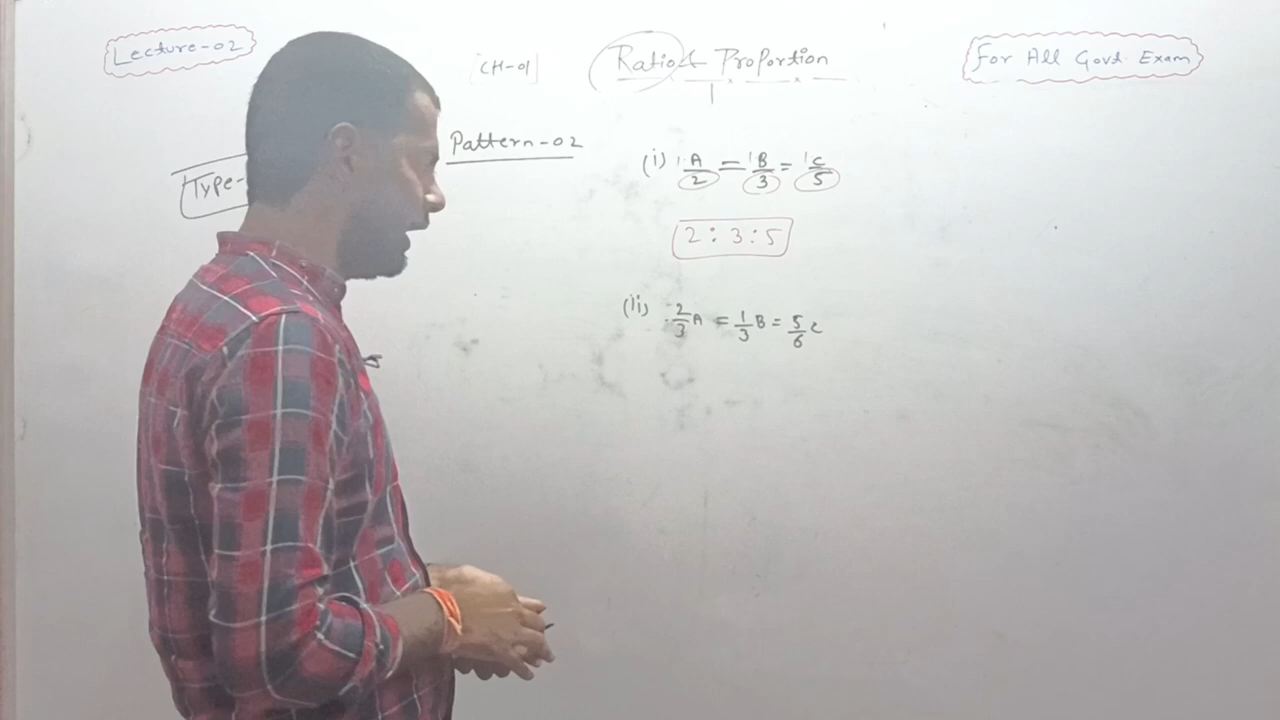 Lecture-02
[CH-01]
Ratio & Proportion
For All Govt. Exam
Type-
Pattern-02
(i) 1A/2 = 1B/3 = 1C/5
2:3:5
(ii) 2/3 A = 1/3 B = 5/6 C